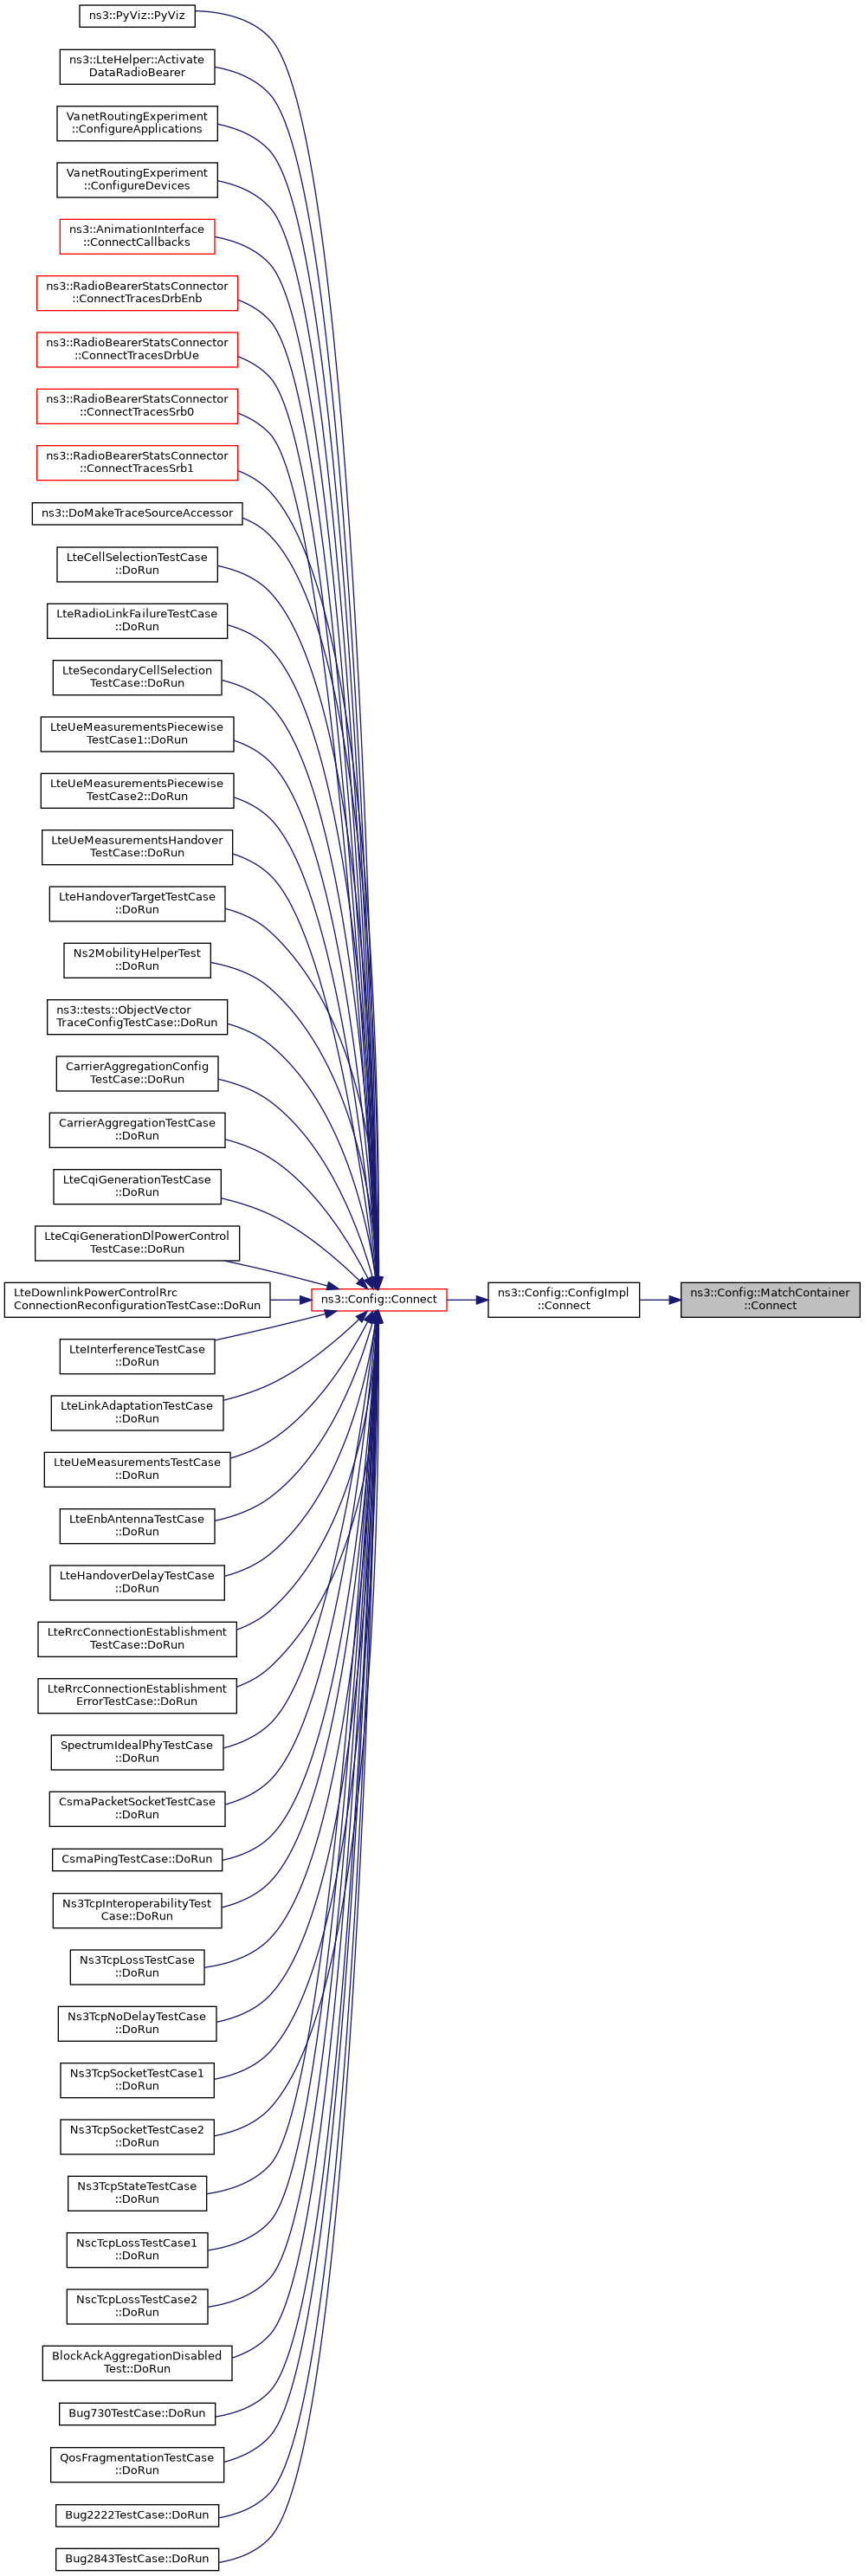 ns3::PyViz::PyViz
ns3::LteHelper::Activate
DataRadioBearer
VanetRoutingExperiment
::ConfigureApplications
VanetRoutingExperiment
::ConfigureDevices
ns3::AnimationInterface
::ConnectCallbacks
ns3::RadioBearerStatsConnector
::ConnectTracesDrbEnb
ns3::RadioBearerStatsConnector
::ConnectTracesDrbUe
ns3::RadioBearerStatsConnector
::ConnectTracesSrb0
ns3::RadioBearerStatsConnector
::ConnectTracesSrb1
ns3::DoMakeTraceSourceAccessor
LteCellSelectionTestCase
::DoRun
LteRadioLinkFailureTestCase
::DoRun
LteSecondaryCellSelection
TestCase::DoRun
LteUeMeasurementsPiecewise
TestCase1::DoRun
LteUeMeasurementsPiecewise
TestCase2::DoRun
LteUeMeasurementsHandover
TestCase::DoRun
LteHandoverTargetTestCase
::DoRun
Ns2MobilityHelperTest
::DoRun
ns3::tests::ObjectVector
TraceConfigTestCase::DoRun
CarrierAggregationConfig
TestCase::DoRun
CarrierAggregationTestCase
::DoRun
LteCqiGenerationTestCase
::DoRun
LteCqiGenerationDlPowerControl
TestCase::DoRun
LteDownlinkPowerControlRrc
ConnectionReconfigurationTestCase::DoRun
ns3::Config::Connect
ns3::Config::ConfigImpl
::Connect
ns3::Config::MatchContainer
::Connect
LteInterferenceTestCase
::DoRun
LteLinkAdaptationTestCase
::DoRun
LteUeMeasurementsTestCase
::DoRun
LteEnbAntennaTestCase
::DoRun
LteHandoverDelayTestCase
::DoRun
LteRrcConnectionEstablishment
TestCase::DoRun
LteRrcConnectionEstablishment
ErrorTestCase::DoRun
SpectrumIdealPhyTestCase
::DoRun
CsmaPacketSocketTestCase
::DoRun
CsmaPingTestCase::DoRun
Ns3TcpInteroperabilityTest
Case::DoRun
Ns3TcpLossTestCase
::DoRun
Ns3TcpNoDelayTestCase
::DoRun
Ns3TcpSocketTestCase1
::DoRun
Ns3TcpSocketTestCase2
::DoRun
Ns3TcpStateTestCase
::DoRun
NscTcpLossTestCase1
::DoRun
NscTcpLossTestCase2
::DoRun
BlockAckAggregationDisabled
Test::DoRun
Bug730TestCase::DoRun
QosFragmentationTestCase
::DoRun
Bug2222TestCase::DoRun
Bug2843TestCase::DoRun